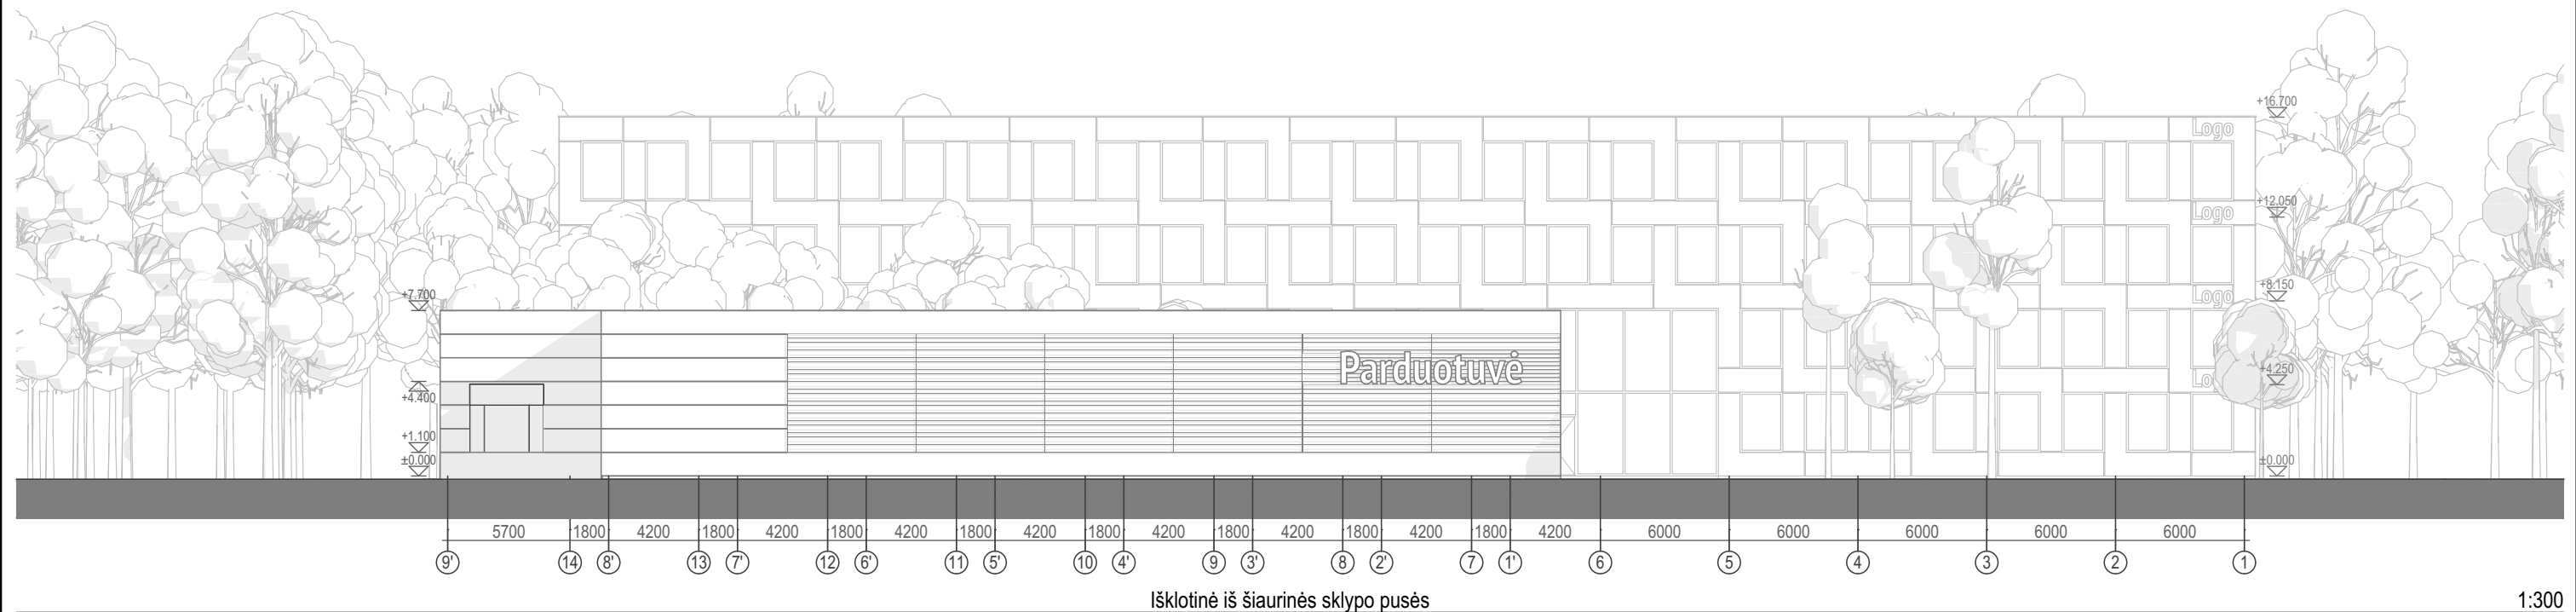 +16.700
Logo
+12.050
Logo
+8.150
Logo
+7.700
Parduotuvė
+4.250
Lo
+4.400
+1.100
±0.000
±0.000
5700 1800 4200 1800 4200 1800 4200 1800 4200 1800 4200 1800 4200 1800 4200 1800 4200 6000 6000 6000 6000 6000
9' 14 8' 13 7' 12 6' 11 5' 10 4' 9 3' 8 2' 7 1' 6 5 4 3 2 1
Išklotinė iš šiaurinės sklypo pusės
1:300